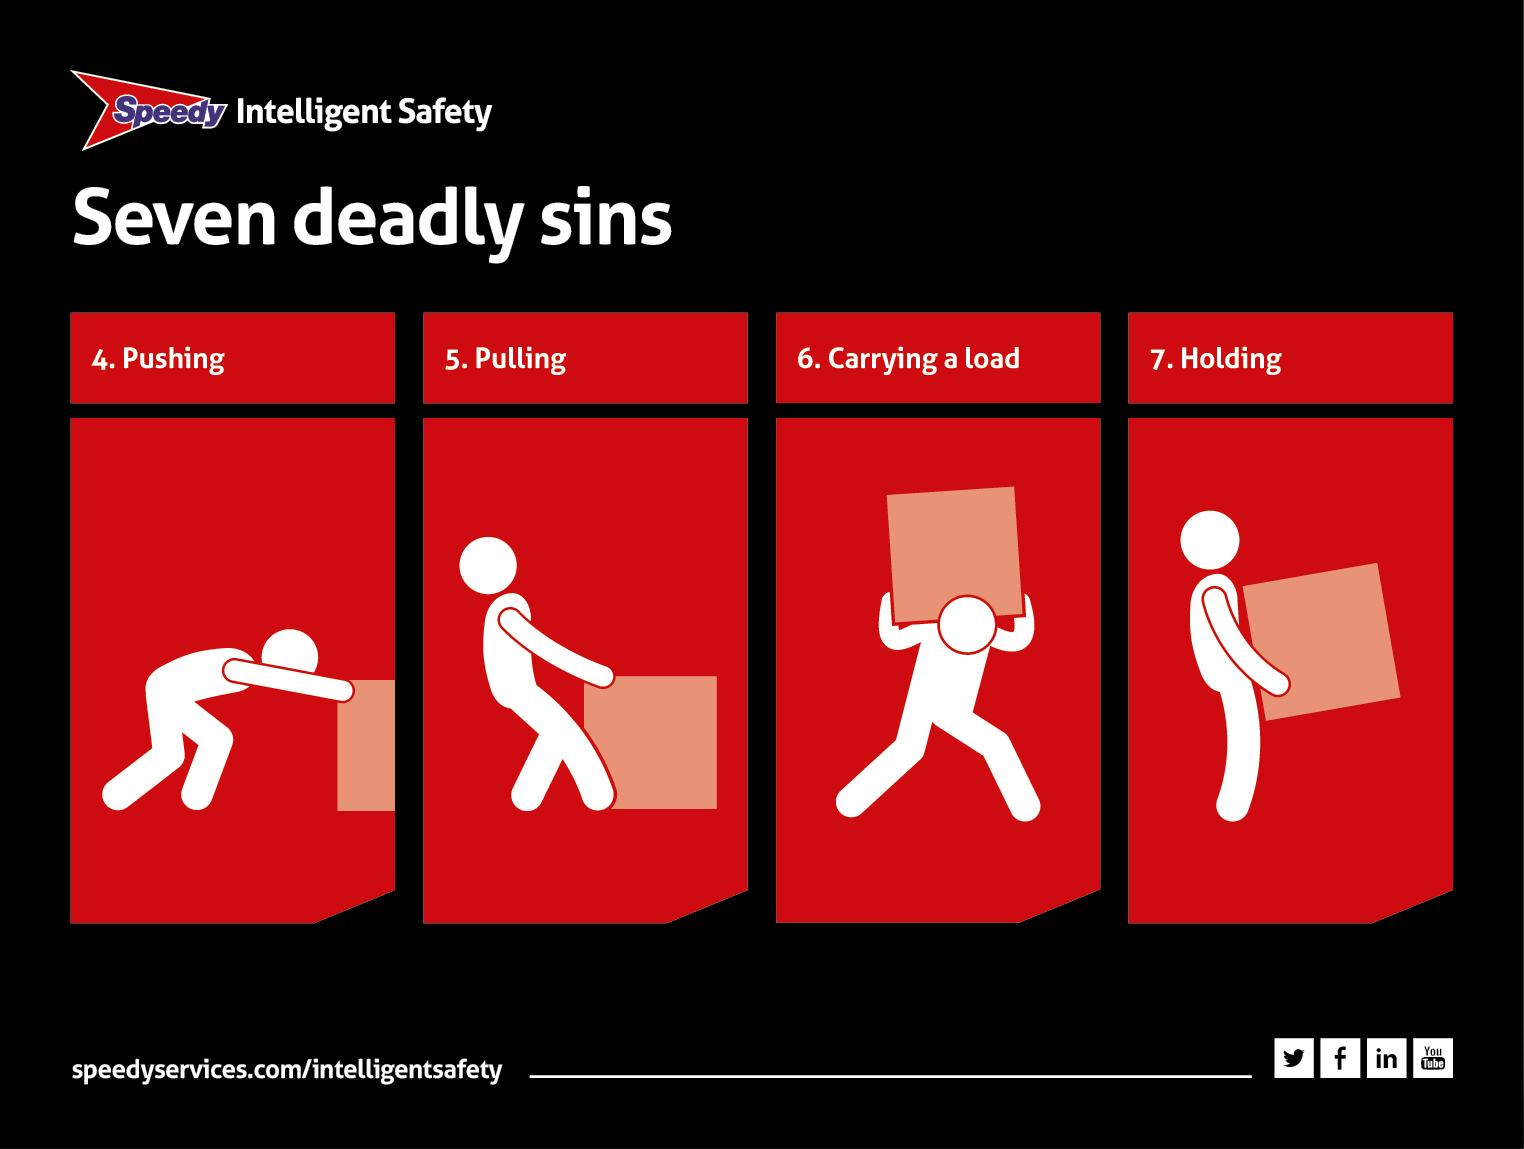 Speedy Intelligent Safety
Seven deadly sins
4. Pushing
5. Pulling
6. Carrying a load
7. Holding
speedyservices.com/intelligentsafety
f
in
You
Tube